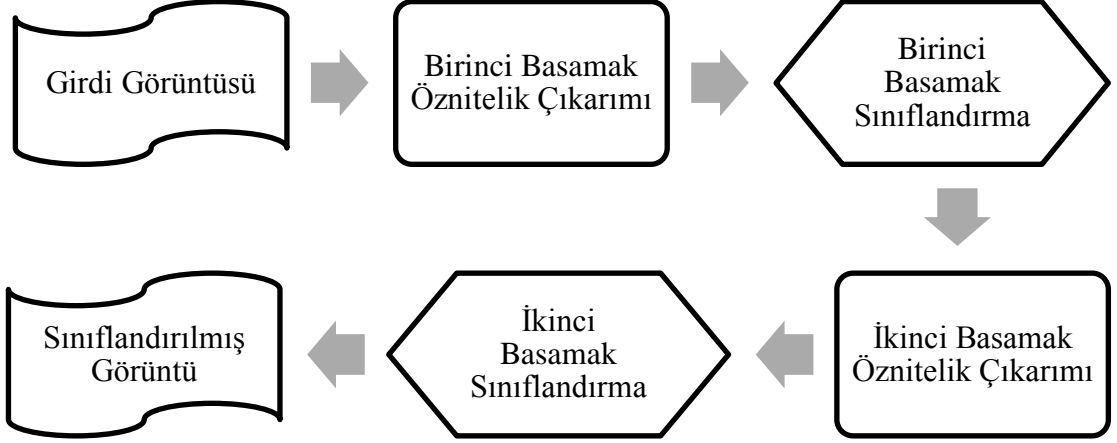 Girdi Görüntüsü
Birinci Basamak
Öznitelik Çıkarımı
Birinci
Basamak
Sınıflandırma
İkinci Basamak
Öznitelik Çıkarımı
İkinci
Basamak
Sınıflandırma
Sınıflandırılmış
Görüntü